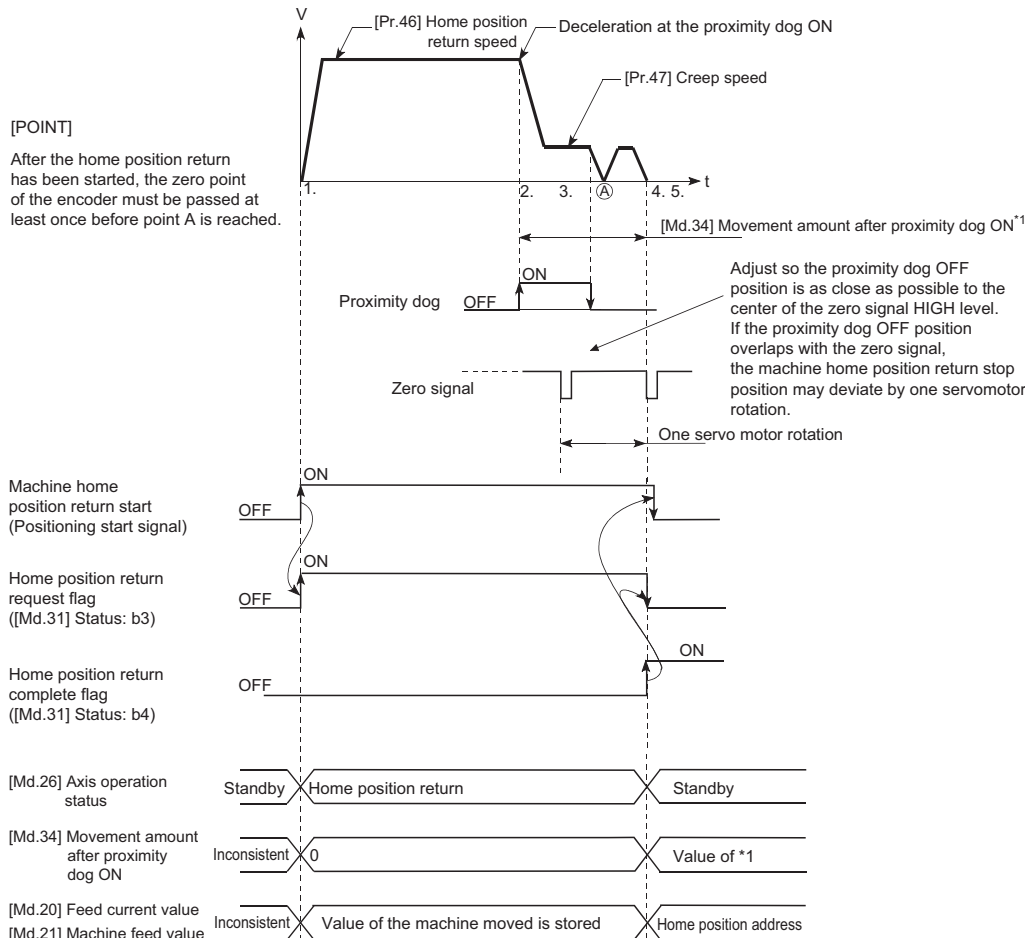 V
[Pr.46] Home position
return speed
Deceleration at the proximity dog ON
[Pr.47] Creep speed
[POINT]
After the home position return
has been started, the zero point
of the encoder must be passed at
least once before point A is reached.
1.
2.
3.
A
4. 5.
t
[Md.34] Movement amount after proximity dog ON*1
Proximity dog
OFF
ON
Adjust so the proximity dog OFF
position is as close as possible to the
center of the zero signal HIGH level.
If the proximity dog OFF position
overlaps with the zero signal,
the machine home position return stop
position may deviate by one servomotor
rotation.
Zero signal
One servo motor rotation
Machine home
position return start
(Positioning start signal)
OFF
ON
Home position return
request flag
([Md.31] Status: b3)
OFF
ON
Home position return
complete flag
([Md.31] Status: b4)
OFF
ON
[Md.26] Axis operation
status
Standby
Home position return
Standby
[Md.34] Movement amount
after proximity
dog ON
Inconsistent
0
Value of *1
[Md.20] Feed current value
[Md.21] Machine feed value
Inconsistent
Value of the machine moved is stored
Home position address